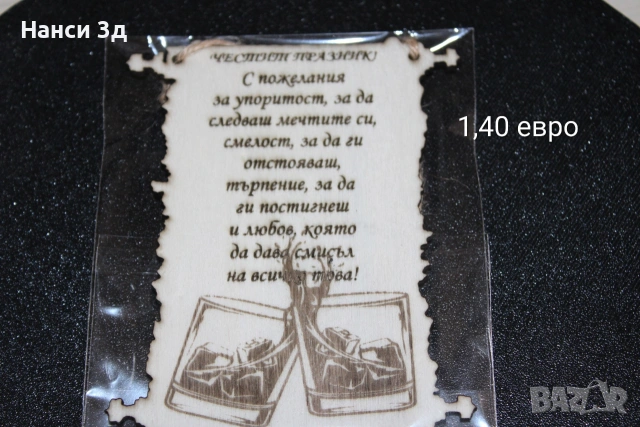 Нанси 3д
ЧЕСТИТ ПРАЗНИК!
С пожелания
за упоритост, за да
следваш мечтите си,
смелост, за да ги
отстояваш,
търпение, за да
ги постигнеш
и любов, която
да дава смисъл
на всичко това!
1,40 евро
BAZAR